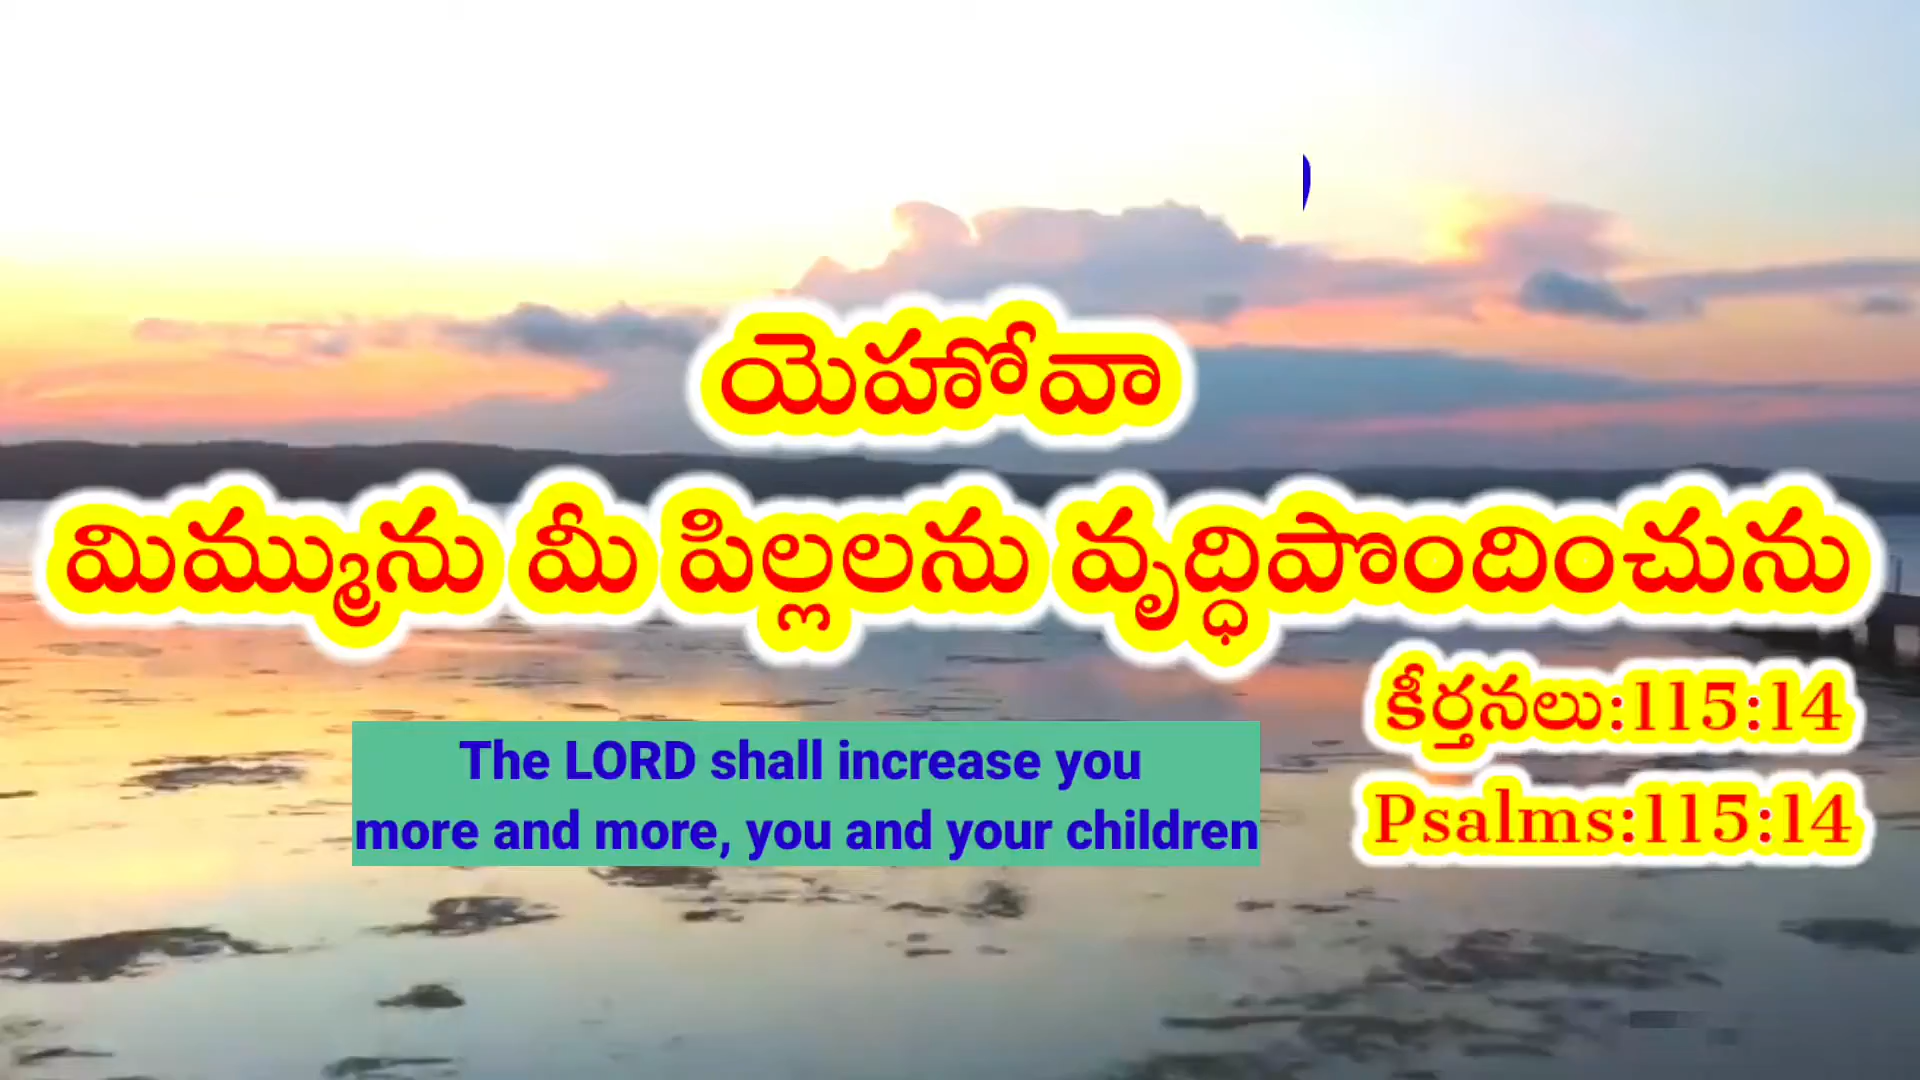 యెహోవా
మిమ్మును మీ పిల్లలను వృద్ధిపొందించును
కీర్తనలు:115:14
Psalms:115:14
The LORD shall increase you
more and more, you and your children